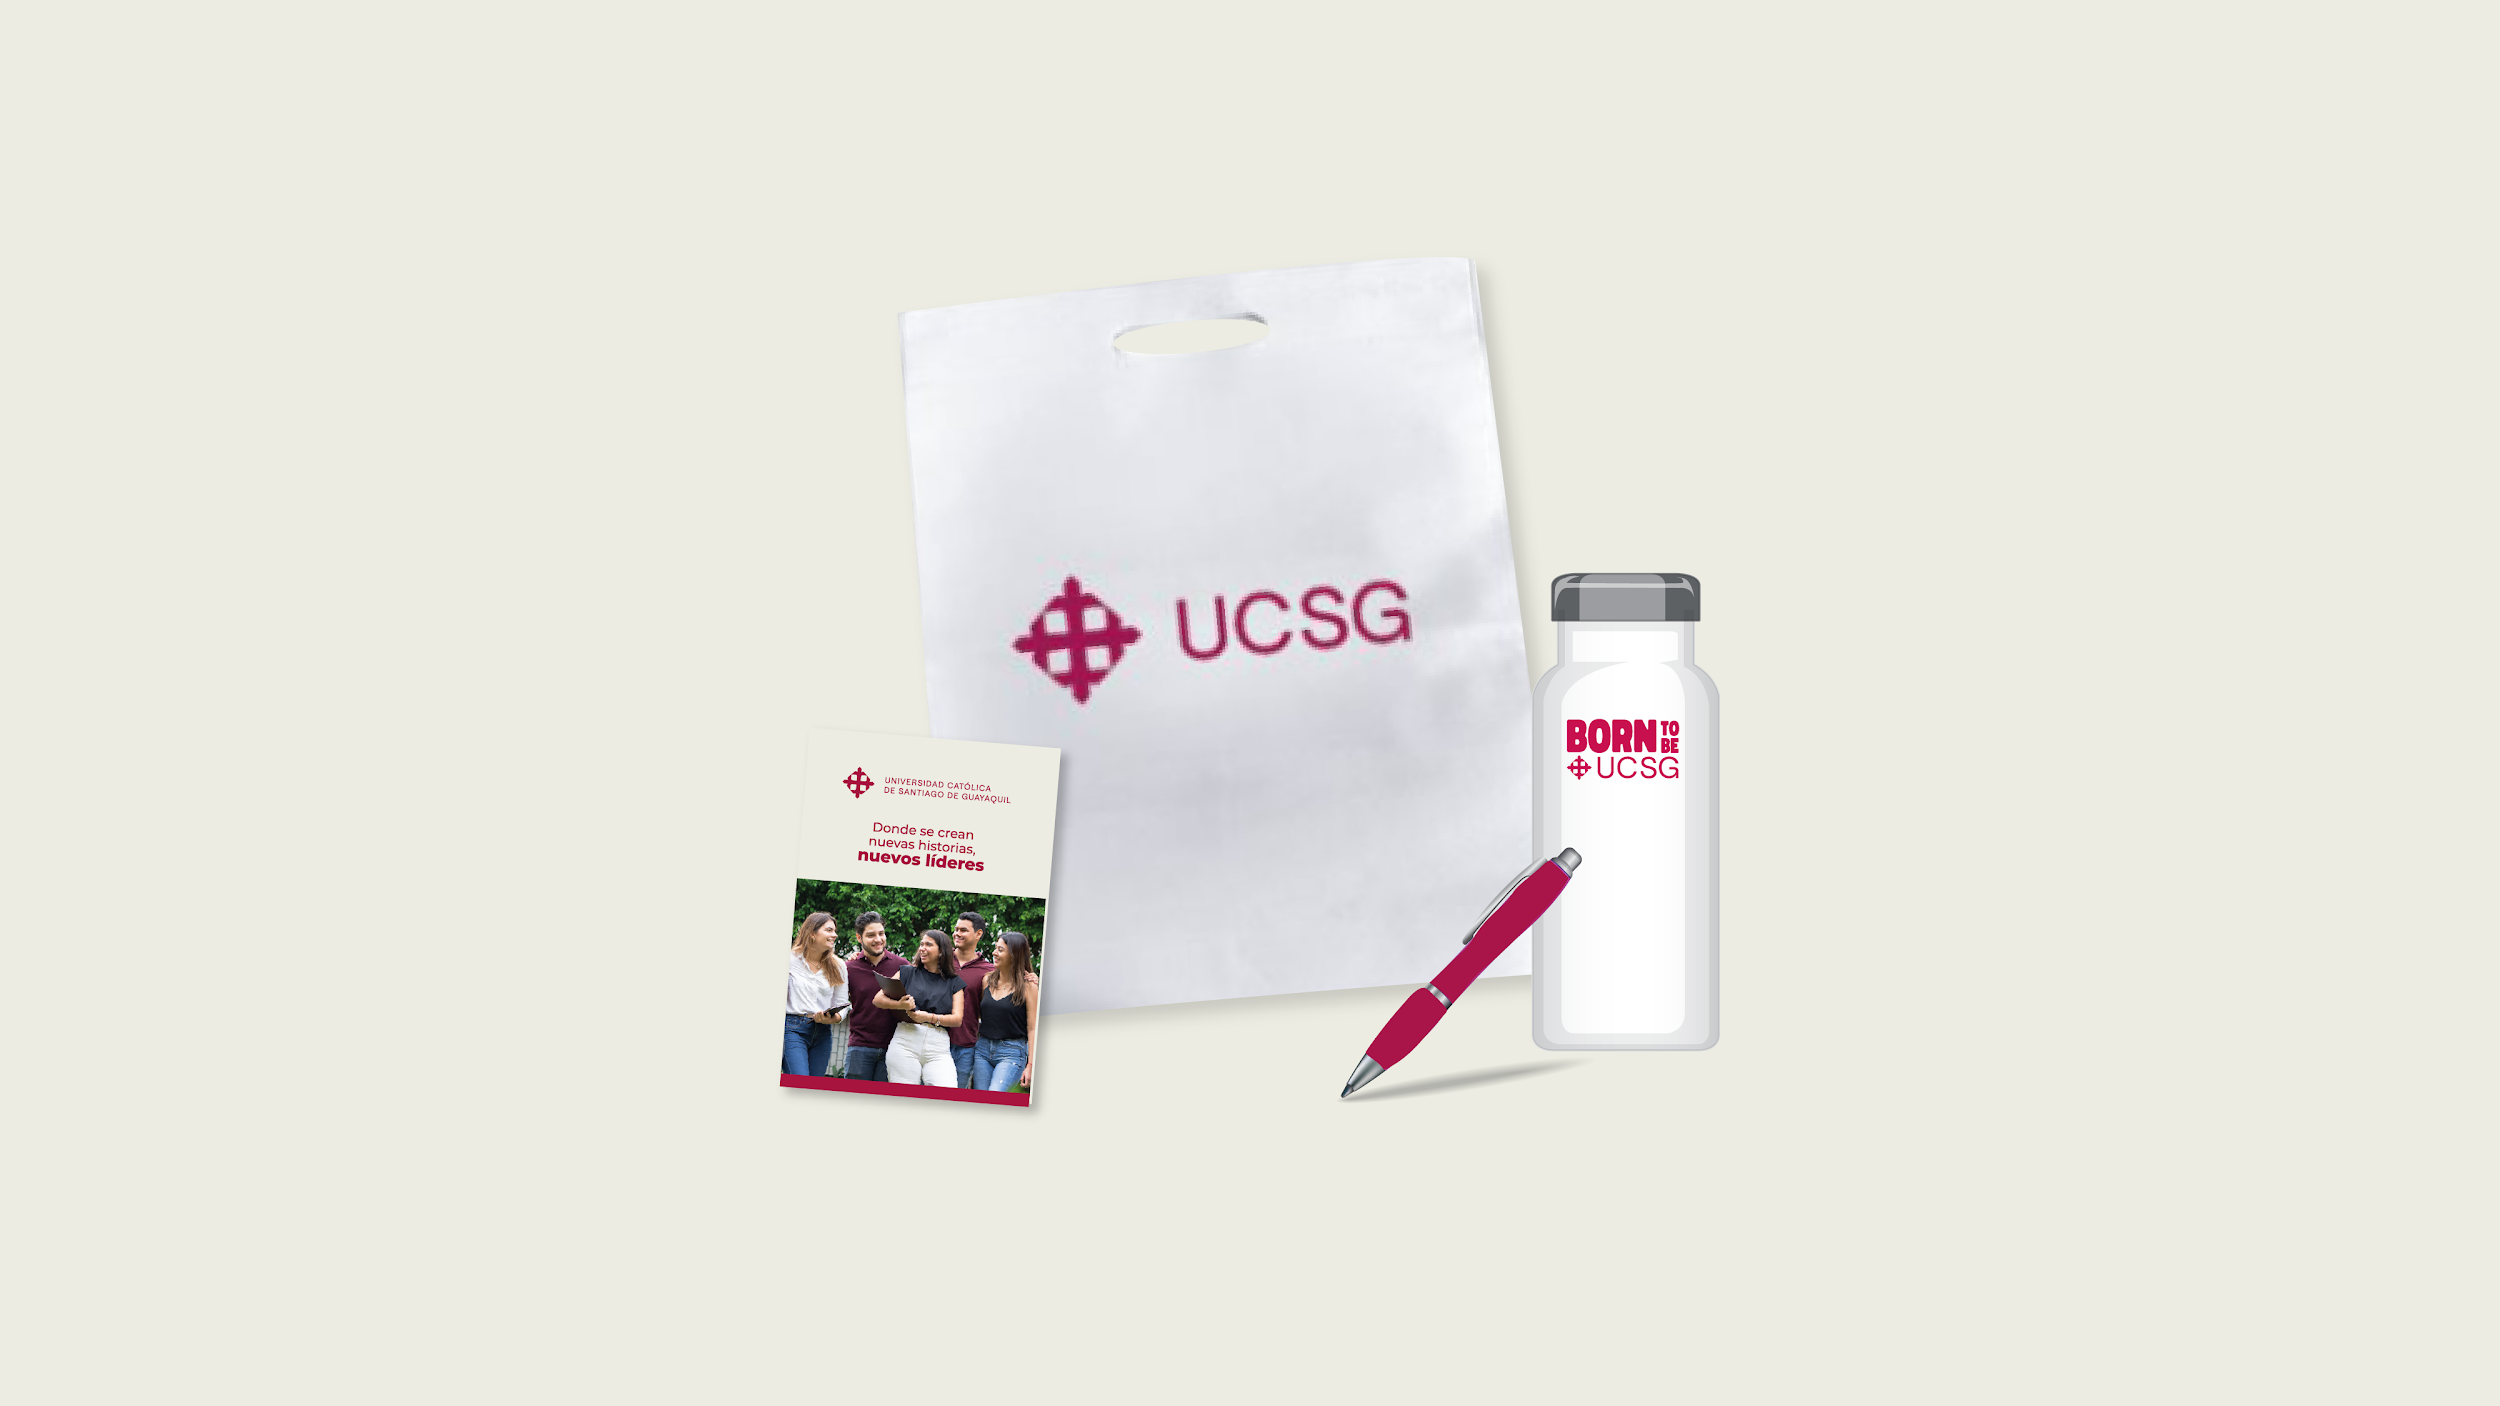 UCSG
BORN TO BE
UCSG
UNIVERSIDAD CATÓLICA
DE SANTIAGO DE GUAYAQUIL
Donde se crean
nuevas historias,
nuevos líderes